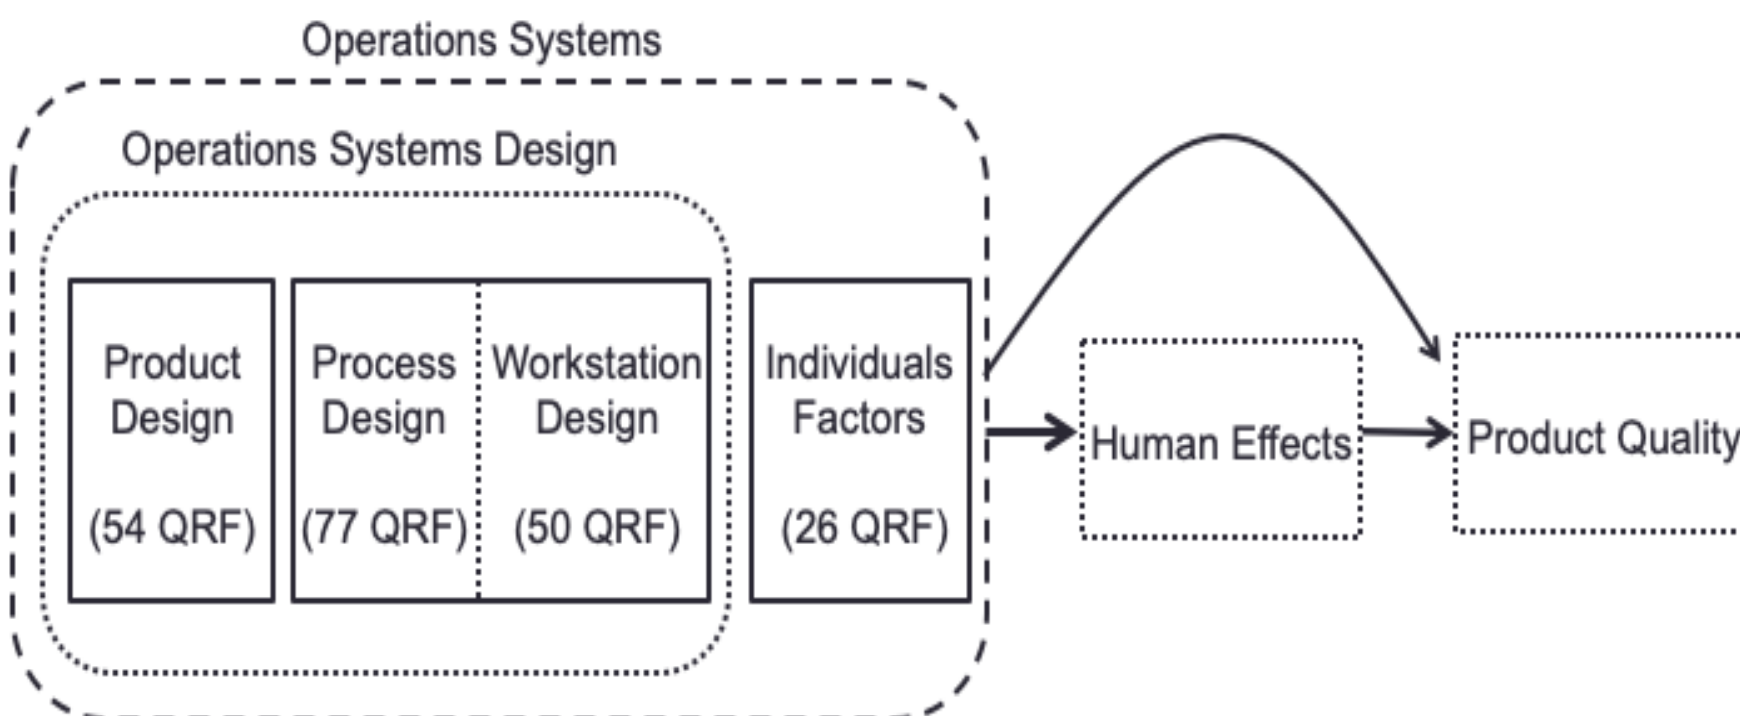 Operations Systems
Operations Systems Design
Product
Design
(54 QRF)
Process
Design
(77 QRF)
Workstation
Design
(50 QRF)
Individuals
Factors
(26 QRF)
Human Effects
Product Quality